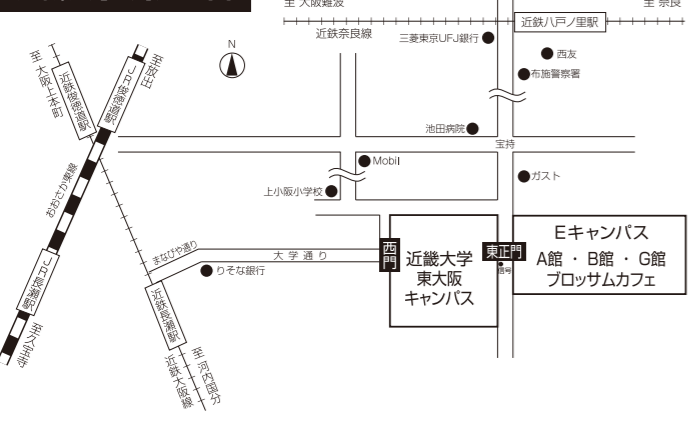 至 大阪難波
至 奈良
近鉄八戸ノ里駅
近鉄奈良線
三菱東京UFJ銀行
西友
布施警察署
N
至放出
至 大阪上本町
近鉄俊徳道駅
JR俊徳道駅
池田病院
宝持
Mobil
ガスト
上小阪小学校
おおさか東線
西門
近畿大学
東大阪
キャンパス
東正門
信号
Eキャンパス
A館 ・ B館 ・ G館
ブロッサムカフェ
まなびや通り
大学通り
りそな銀行
JR長瀬駅
近鉄長瀬駅
至久宝寺
至 河内国分
近鉄大阪線